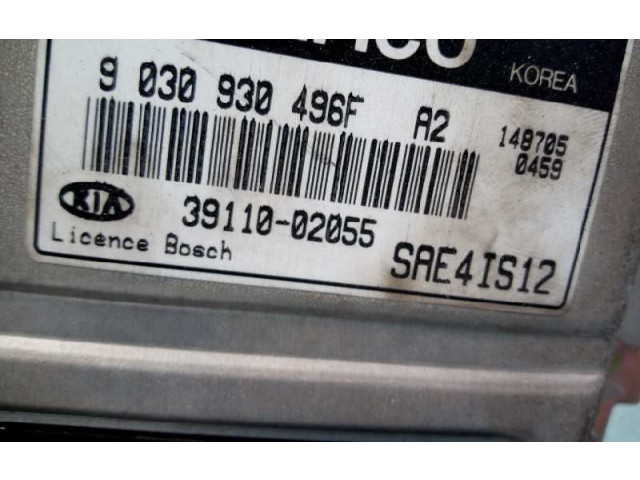 KOREA
9 030 930 496F A2
148705
0459
KIA
39110-02055
Licence Bosch
SAE4IS12